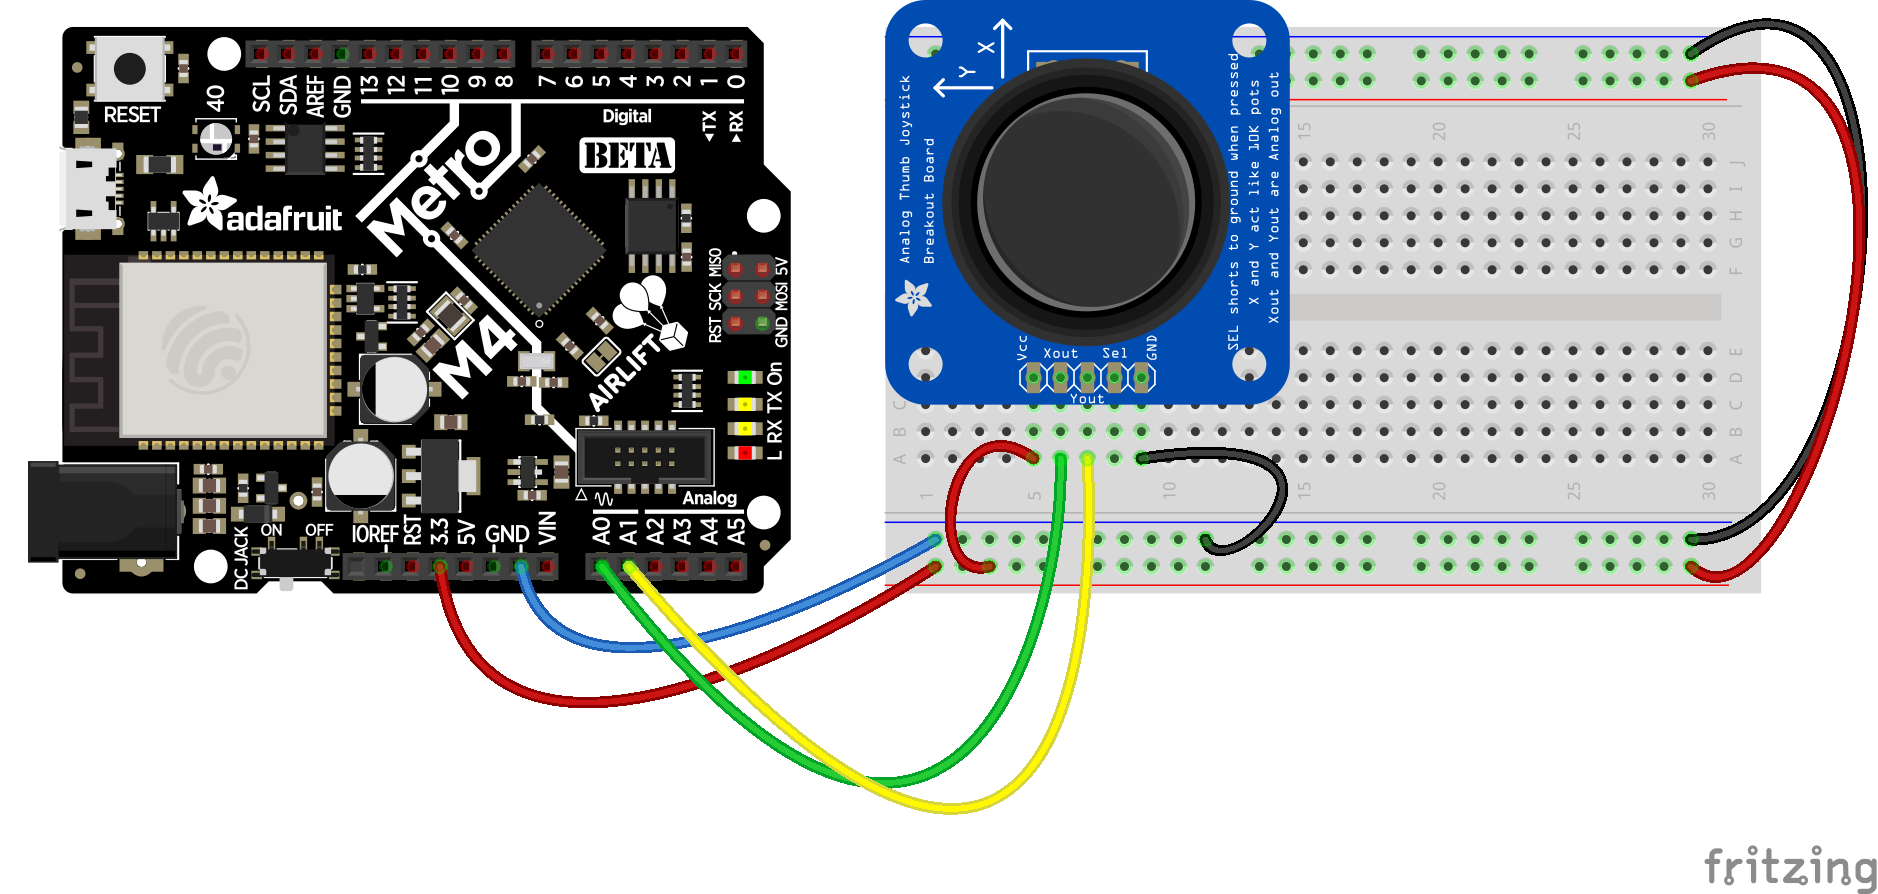 RESET
40
SCL
SDA
AREF
GND
13
12
11
10
9
8
7
6
5
4
3
2
1
0
Digital
◂TX
▸RX
BETA
Metro
adafruit
M4
AIRLIFT
MISO
5V
SCK
MOSI
RST
GND
On
TX
RX
L
Analog
DC JACK
ON
OFF
IOREF
RST
3.3
5V
GND
VIN
A0
A1
A2
A3
A4
A5
X
Y
Analog Thumb Joystick
Breakout Board
SEL shorts to ground when pressed
X and Y act like 10K pots
Xout and Yout are Analog out
Vcc
Xout
Yout
Sel
GND
15
20
25
30
J
I
H
G
F
E
D
C
B
A
C
B
A
1
5
10
15
20
25
30
fritzing